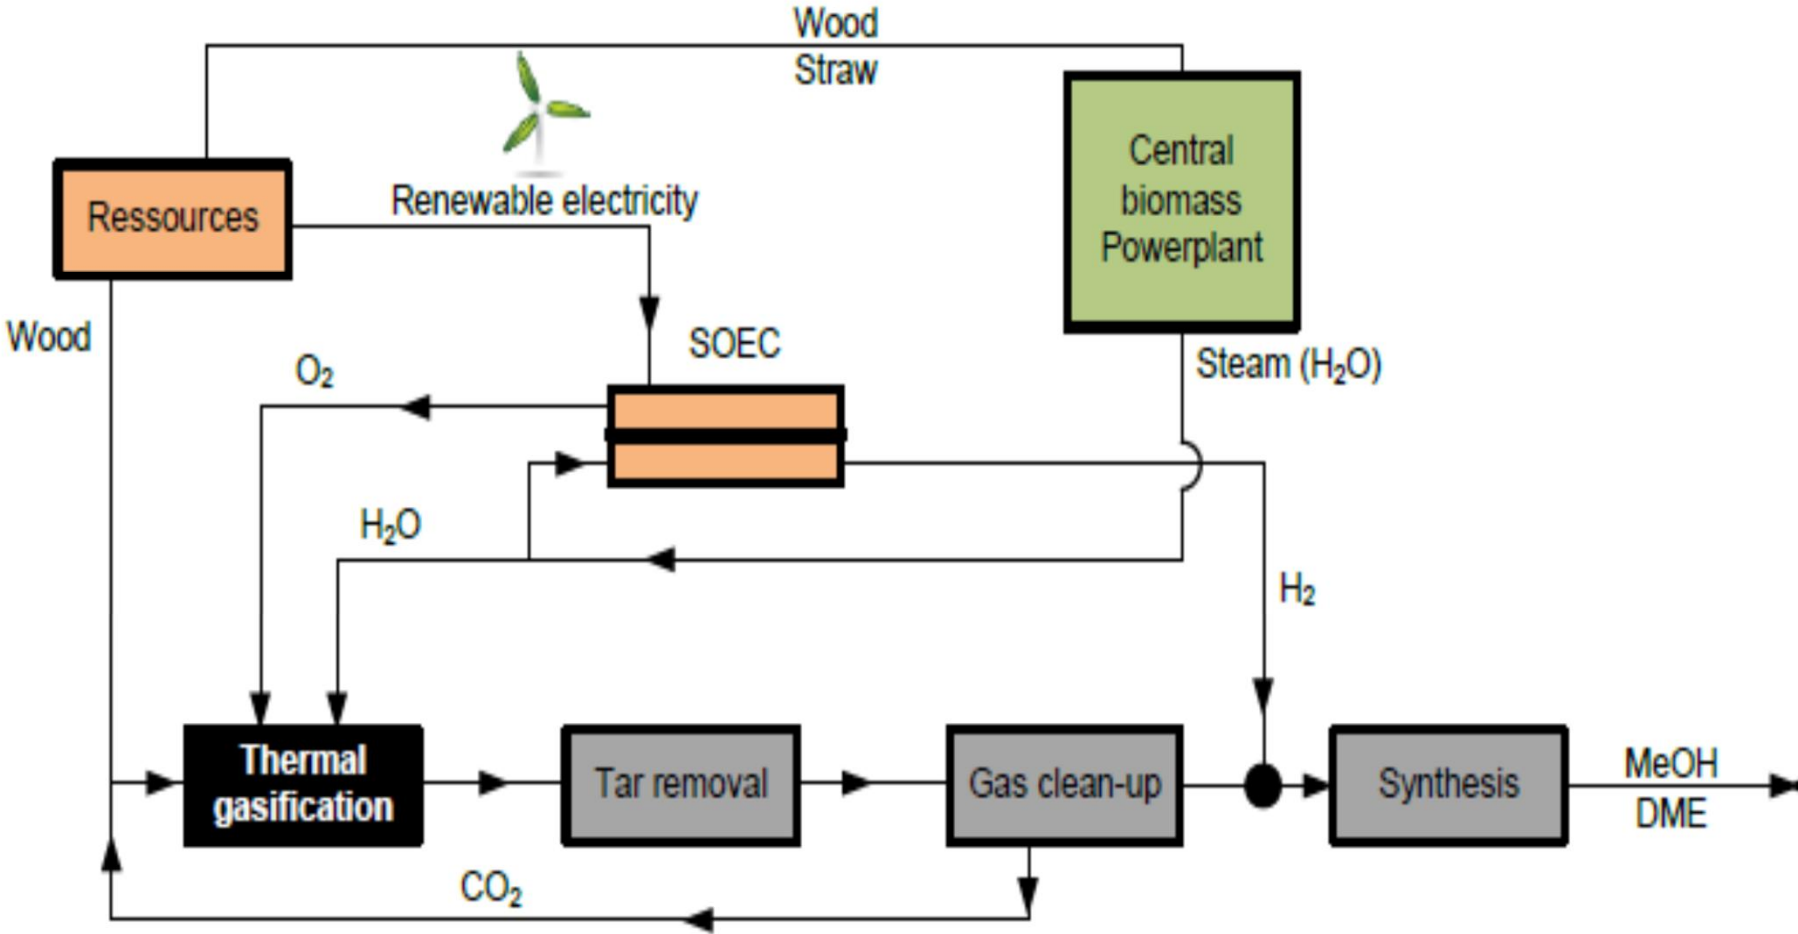 Wood
Straw
Ressources
Renewable electricity
Central
biomass
Powerplant
Wood
SOEC
O₂
Steam (H₂O)
H₂O
H₂
Thermal
gasification
Tar removal
Gas clean-up
Synthesis
MeOH
DME
CO₂